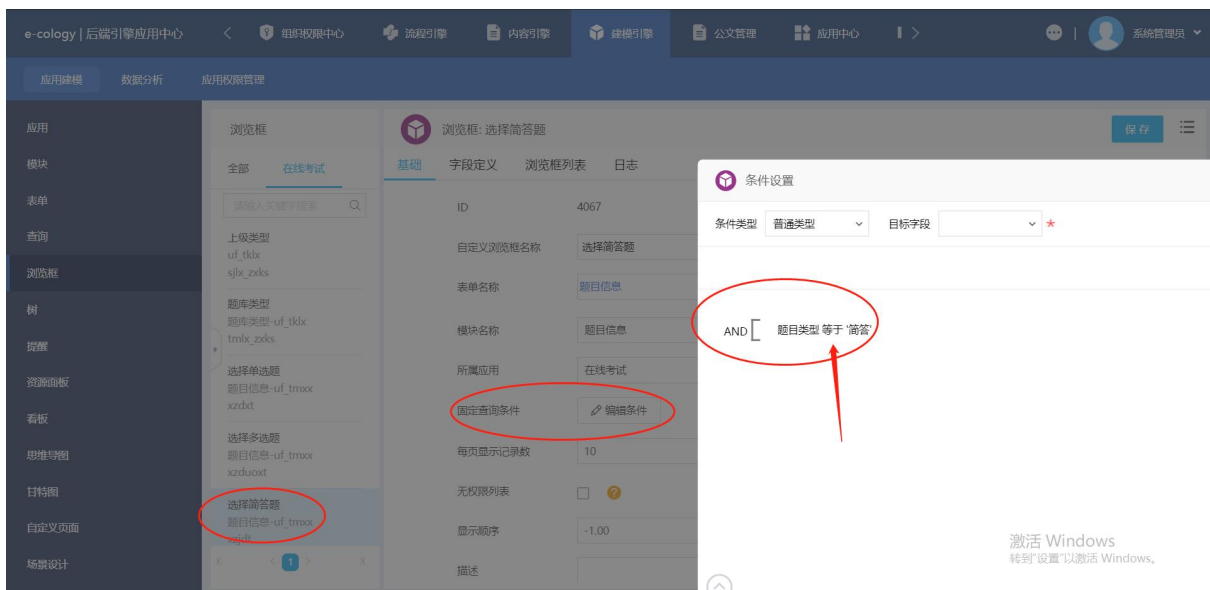 e-cology | 后端引擎应用中心 组织权限中心 流程引擎 内容引擎 建模引擎 公文管理 应用中心 系统管理员
应用建模 数据分析 应用权限管理
应用
模块
表单
查询
浏览框
树
提醒
资源面板
看板
思维导图
甘特图
自定义页面
场景设计
浏览框
全部 在线考试
请输入关键字搜索
上级类型
uf_tklx
sjlx_zxks
题库类型
题库类型-uf_tklx
tmlx_zxks
选择单选题
题目信息-uf_tmxx
xzdxt
选择多选题
题目信息-uf_tmxx
xzduoxt
选择简答题
题目信息-uf_tmxx
xzjdt
1
浏览框: 选择简答题
保存
基础 字段定义 浏览框列表 日志
ID 4067
自定义浏览框名称 选择简答题
表单名称 题目信息
模块名称 题目信息
所属应用 在线考试
固定查询条件 编辑条件
每页显示记录数 10
无权限列表 ?
显示顺序 -1.00
描述
条件设置
条件类型 普通类型 目标字段 *
AND [ 题目类型 等于 '简答'
激活 Windows
转到"设置"以激活 Windows。